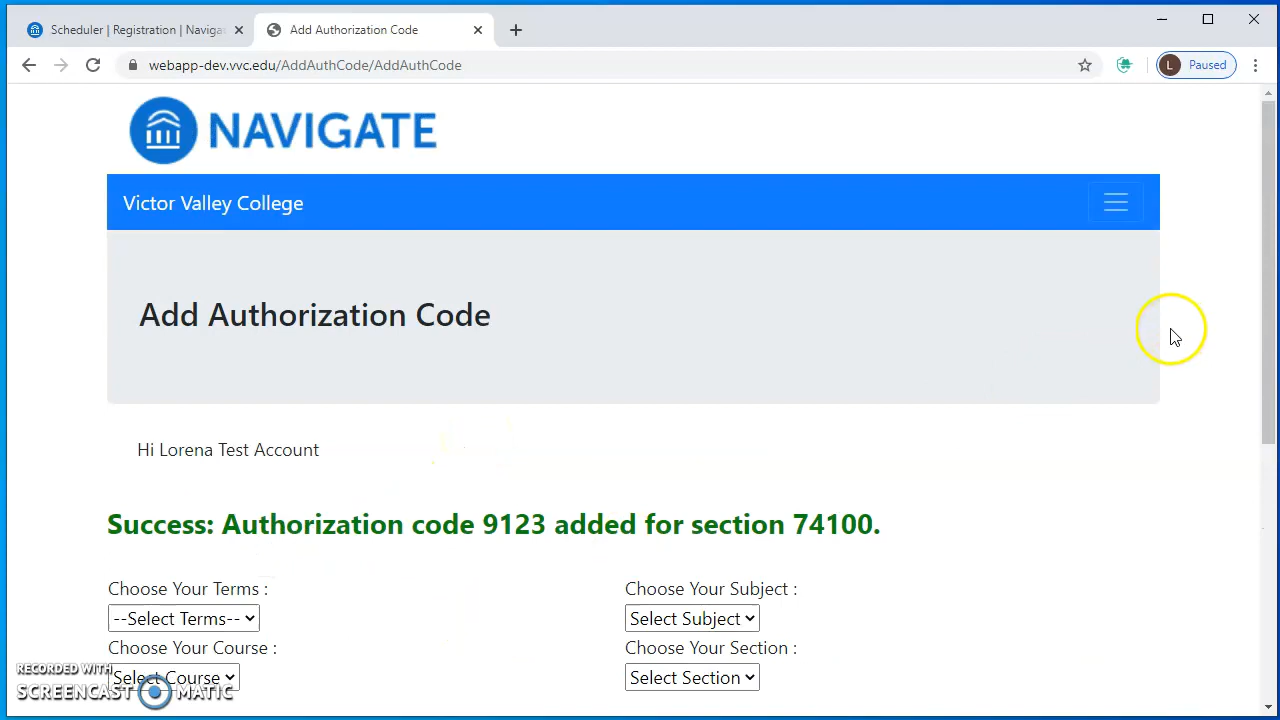 Scheduler | Registration | Naviga
Add Authorization Code
webapp-dev.vvc.edu/AddAuthCode/AddAuthCode
L
Paused
NAVIGATE
Victor Valley College
Add Authorization Code
Hi Lorena Test Account
Success: Authorization code 9123 added for section 74100.
Choose Your Terms :
Choose Your Subject :
--Select Terms--
Select Subject
Choose Your Course :
Choose Your Section :
Select Course
Select Section
RECORDED WITH
SCREENCAST MATIC